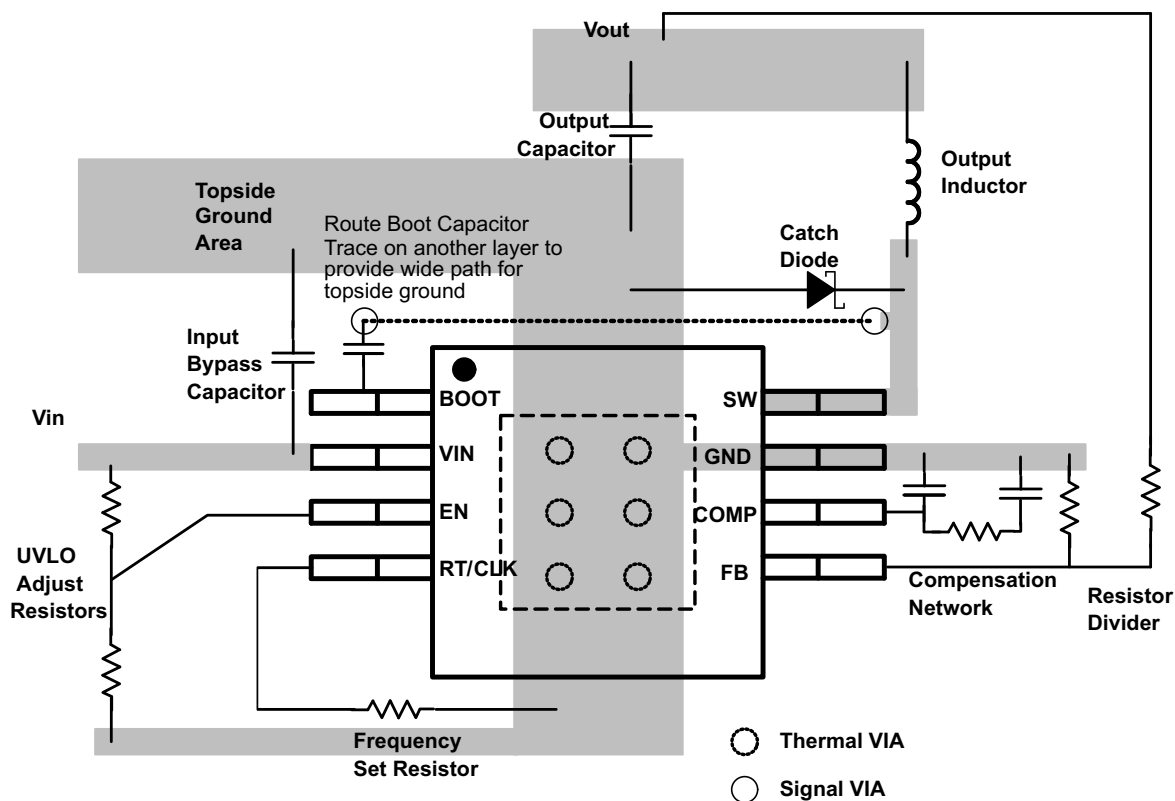 Vout
Output
Capacitor
Output
Inductor
Topside
Ground
Area
Route Boot Capacitor
Trace on another layer to
provide wide path for
topside ground
Catch
Diode
Input
Bypass
Capacitor
Vin
BOOT
VIN
EN
RT/CLK
SW
GND
COMP
FB
UVLO
Adjust
Resistors
Compensation
Network
Resistor
Divider
Frequency
Set Resistor
Thermal VIA
Signal VIA